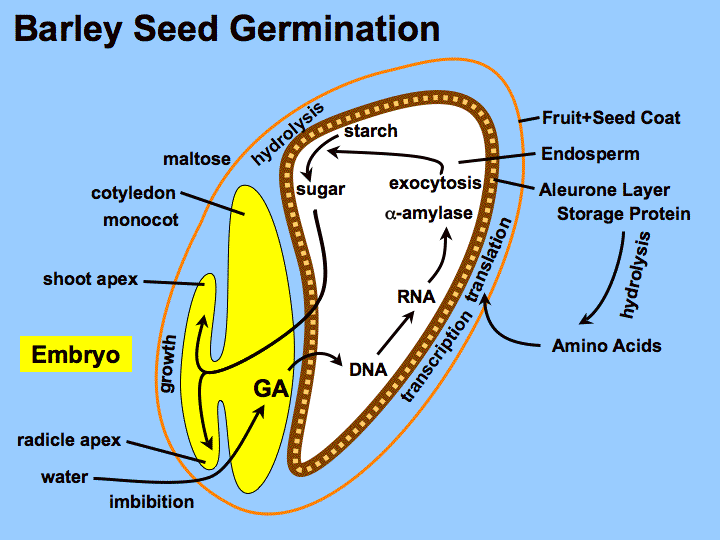 Barley Seed Germination
hydrolysis
starch
Fruit+Seed Coat
maltose
Endosperm
cotyledon
monocot
sugar
exocytosis
α-amylase
Aleurone Layer
Storage Protein
translation
hydrolysis
shoot apex
RNA
transcription
Amino Acids
Embryo
growth
GA
DNA
radicle apex
water
imbibition